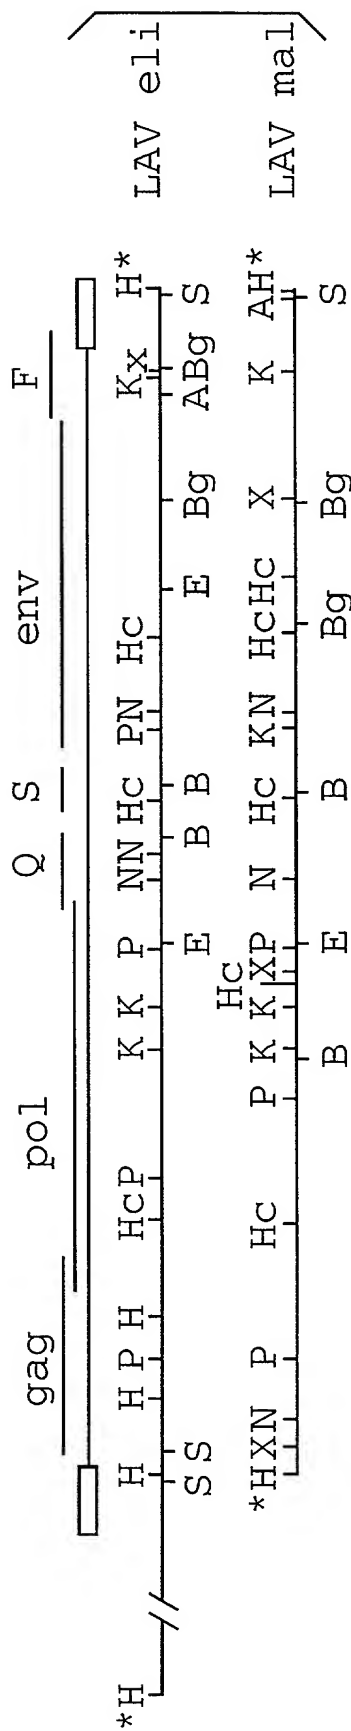 gag pol Q S env F
*H H H P H HcP K K P NN Hc PN Hc Kx H*
LAV eli
S S E B B E Bg ABg S
Hc
*HXN P Hc P K K XP N Hc KN HcHc X K AH*
LAV mal
B E B Bg Bg S